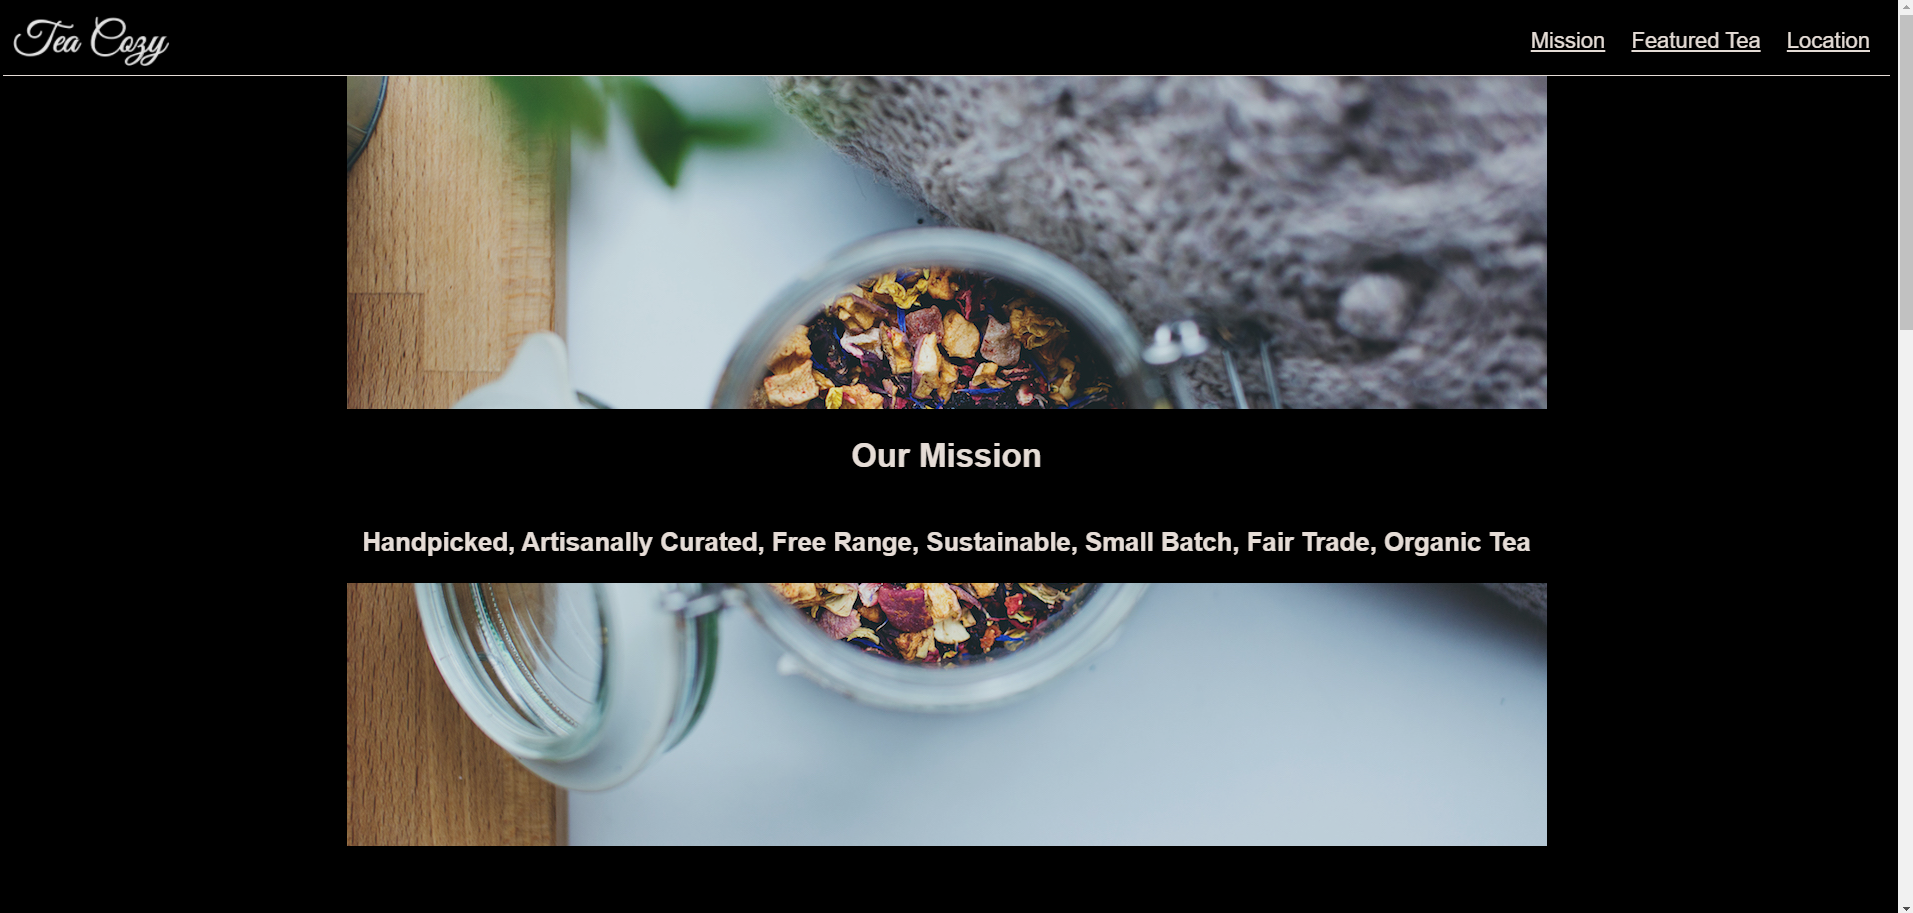 Tea Cozy
Mission Featured Tea Location
Our Mission
Handpicked, Artisanally Curated, Free Range, Sustainable, Small Batch, Fair Trade, Organic Tea